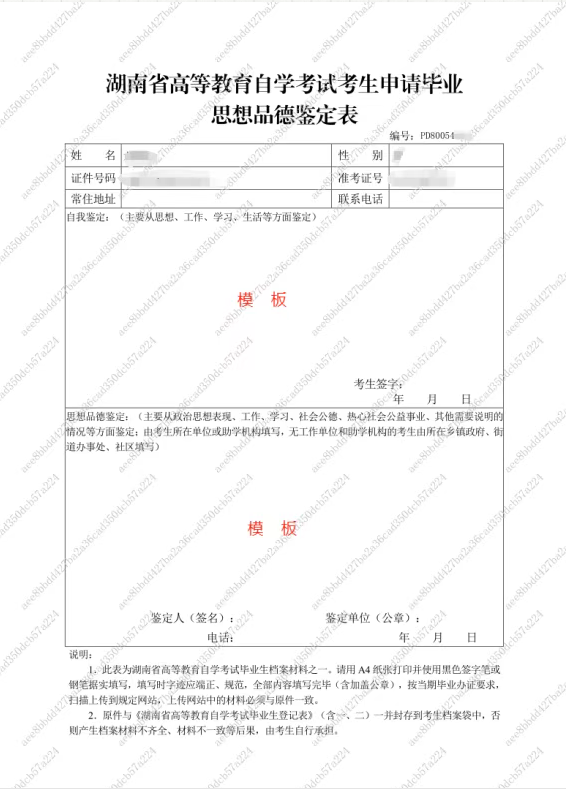 湖南省高等教育自学考试考生申请毕业
思想品德鉴定表
编号：PD80054
姓 名
性 别
证件号码
准考证号
常住地址
联系电话
自我鉴定：（主要从思想、工作、学习、生活等方面鉴定）
模 板
考生签字：
年 月 日
思想品德鉴定：（主要从政治思想表现、工作、学习、社会公德、热心社会公益事业、其他需要说明的
情况等方面鉴定；由考生所在单位或助学机构填写，无工作单位和助学机构的考生由所在乡镇政府、街
道办事处、社区填写）
模 板
鉴定人（签名）：
鉴定单位（公章）：
电话：
年 月 日
说明：
1．此表为湖南省高等教育自学考试毕业生档案材料之一。请用 A4 纸张打印并使用黑色签字笔或
钢笔据实填写，填写时字迹应端正、规范，全部内容填写完毕（含加盖公章），按当期毕业办证要求，
扫描上传到规定网站，上传网站中的材料必须与原件一致。
2．原件与《湖南省高等教育自学考试毕业生登记表》（含一、二）一并封存到考生档案袋中，否
则产生档案材料不齐全、材料不一致等后果，由考生自行承担。
aee8bbdd427ba2a36cad350dcb57a224